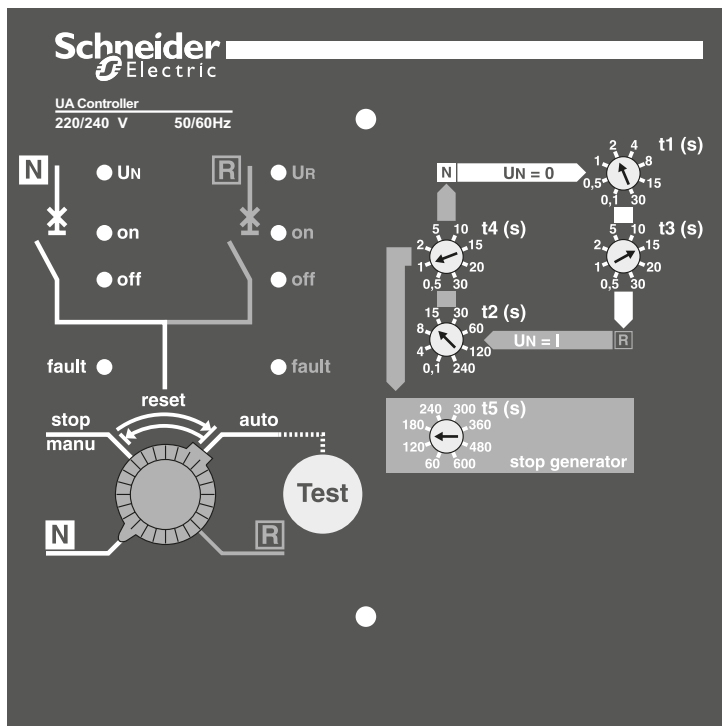 Schneider
Electric
UA Controller
220/240 V 50/60Hz
N
UN
on
off
fault
R
UR
on
off
fault
reset
stop
manu
auto
N
R
Test
N
UN = 0
t1 (s)
0,1 0,5 1 2 4 8 15 30
t3 (s)
0,5 1 2 5 10 15 20 30
t4 (s)
0,5 1 2 5 10 15 20 30
t2 (s)
0,1 4 8 15 30 60 120 240
UN = I
R
t5 (s)
60 120 180 240 300 360 480 600
stop generator